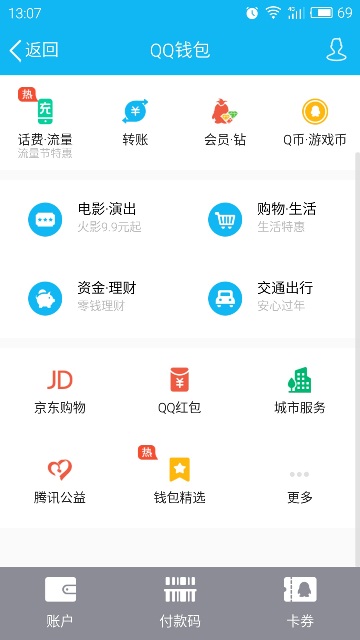 13:07
4G 69
返回
QQ钱包
热
充
话费·流量
流量节特惠
转账
会员·钻
Q币·游戏币
电影·演出
火影9.9元起
购物·生活
生活特惠
资金·理财
零钱理财
交通出行
安心过年
JD
京东购物
QQ红包
城市服务
热
腾讯公益
钱包精选
更多
账户
付款码
卡券